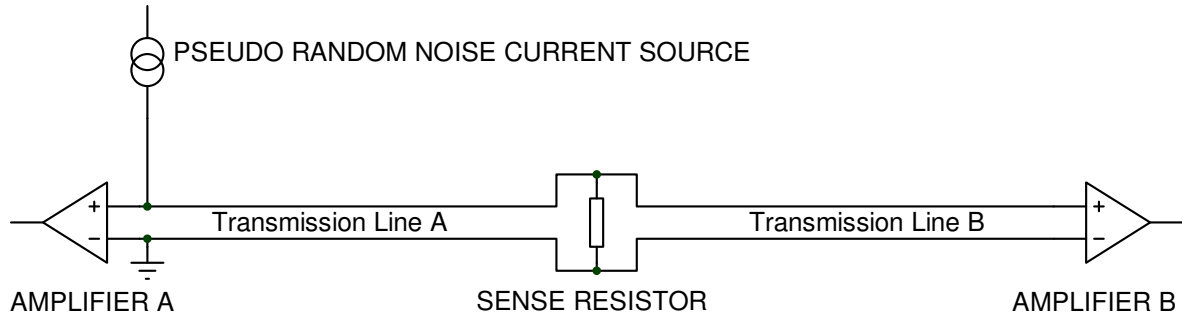 PSEUDO RANDOM NOISE CURRENT SOURCE
+
Transmission Line A
Transmission Line B
+
−
−
AMPLIFIER A
SENSE RESISTOR
AMPLIFIER B